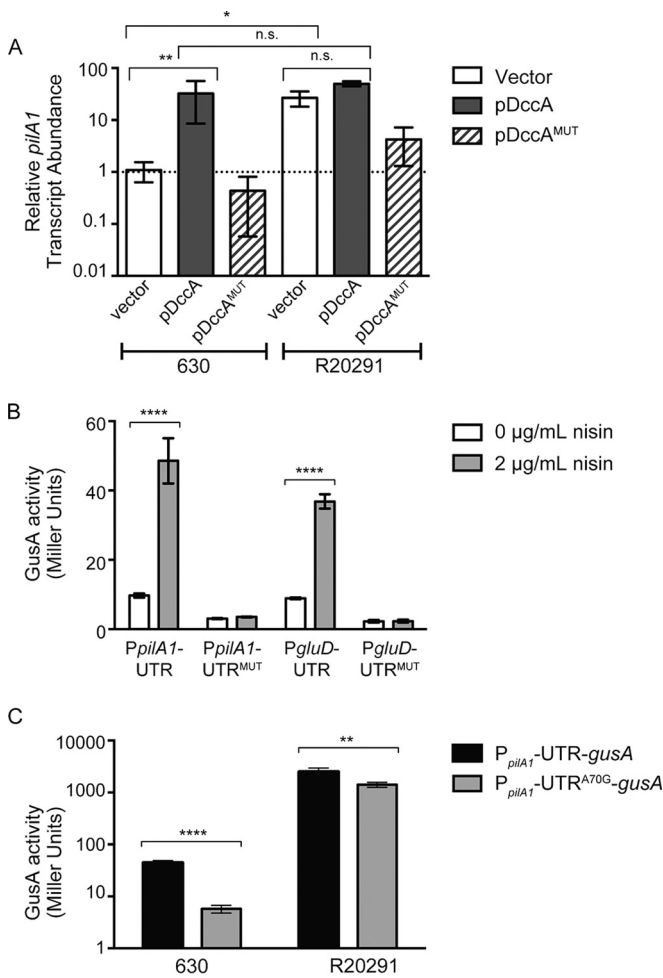 A
*
n.s.
**
n.s.
Relative pilA1
Transcript Abundance
100
10
1
0.1
0.01
vector
pDccA
pDccAᴹᵁᵀ
vector
pDccA
pDccAᴹᵁᵀ
630
R20291
Vector
pDccA
pDccAᴹᵁᵀ
B
GusA activity
(Miller Units)
60
40
20
0
****
****
PpilA1-
UTR
PpilA1-
UTRᴹᵁᵀ
PgluD-
UTR
PgluD-
UTRᴹᵁᵀ
0 µg/mL nisin
2 µg/mL nisin
C
GusA activity
(Miller Units)
10000
1000
100
10
1
****
**
630
R20291
PpilA1-UTR-gusA
PpilA1-UTRA70G-gusA